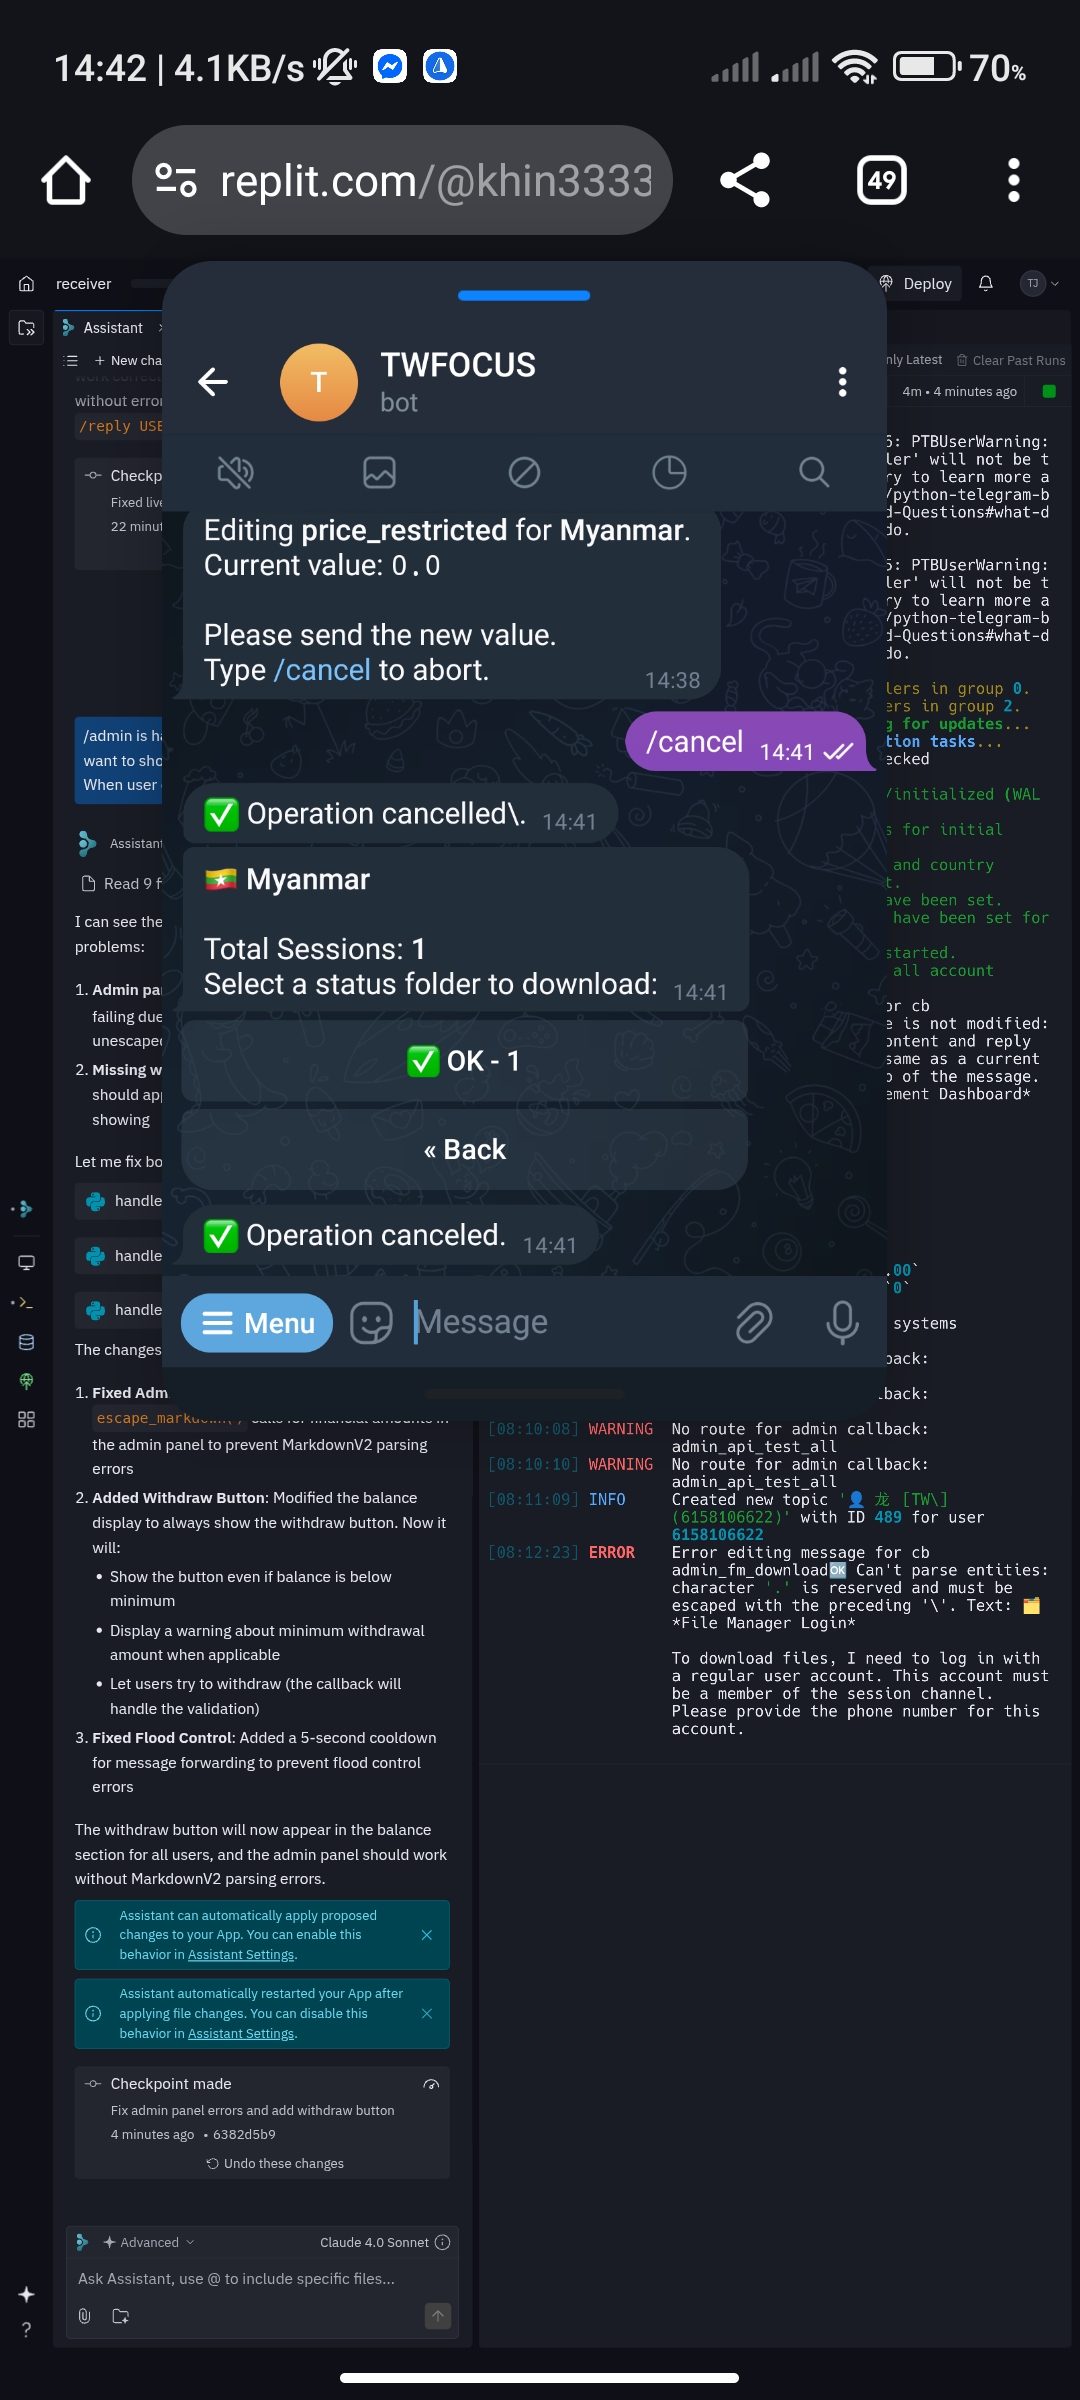 14:42 | 4.1KB/s
70%
replit.com/@khin3333
49
receiver
Deploy
TJ
Assistant
+ New cha
nly Latest
Clear Past Runs
without error
/reply USE
4m • 4 minutes ago
Checkp
Fixed live
22 minut
/admin is ha
want to sho
When user
Assistant
Read 9 f
I can see the
problems:
1. Admin pa
failing due
unescaped
2. Missing w
should app
showing
Let me fix bo
handle
handle
handle
The changes
TWFOCUS
T
bot
Editing price_restricted for Myanmar.
Current value: 0.0
Please send the new value.
Type /cancel to abort.
14:38
/cancel 14:41
✅ Operation cancelled\. 14:41
🇲🇲 Myanmar
Total Sessions: 1
Select a status folder to download: 14:41
✅ OK - 1
« Back
✅ Operation canceled. 14:41
Menu
Message
5: PTBUserWarning:
ler' will not be t
ry to learn more a
/python-telegram-b
d-Questions#what-d
do.
5: PTBUserWarning:
ler' will not be t
ry to learn more a
/python-telegram-b
d-Questions#what-d
do.
lers in group 0.
ers in group 2.
g for updates...
tion tasks...
ecked
/initialized (WAL
s for initial
and country
t.
ave been set.
have been set for
started.
all account
or cb
e is not modified:
ontent and reply
same as a current
p of the message.
ement Dashboard*
.00`
`0`
systems
back:
lback:
1. Fixed Adm
escape_markdown() calls for financial amounts in
the admin panel to prevent MarkdownV2 parsing
errors
2. Added Withdraw Button: Modified the balance
display to always show the withdraw button. Now it
will:
• Show the button even if balance is below
minimum
• Display a warning about minimum withdrawal
amount when applicable
• Let users try to withdraw (the callback will
handle the validation)
3. Fixed Flood Control: Added a 5-second cooldown
for message forwarding to prevent flood control
errors
The withdraw button will now appear in the balance
section for all users, and the admin panel should work
without MarkdownV2 parsing errors.
Assistant can automatically apply proposed
changes to your App. You can enable this
behavior in Assistant Settings.
Assistant automatically restarted your App after
applying file changes. You can disable this
behavior in Assistant Settings.
Checkpoint made
Fix admin panel errors and add withdraw button
4 minutes ago • 6382d5b9
Undo these changes
Advanced
Claude 4.0 Sonnet
Ask Assistant, use @ to include specific files...
[08:10:08] WARNING No route for admin callback:
admin_api_test_all
[08:10:10] WARNING No route for admin callback:
admin_api_test_all
[08:11:09] INFO Created new topic '👤 龙 [TW\]
(6158106622)' with ID 489 for user
6158106622
[08:12:23] ERROR Error editing message for cb
admin_fm_download🆗 Can't parse entities:
character '.' is reserved and must be
escaped with the preceding '\'. Text: 🗂️
*File Manager Login*
To download files, I need to log in with
a regular user account. This account must
be a member of the session channel.
Please provide the phone number for this
account.
?